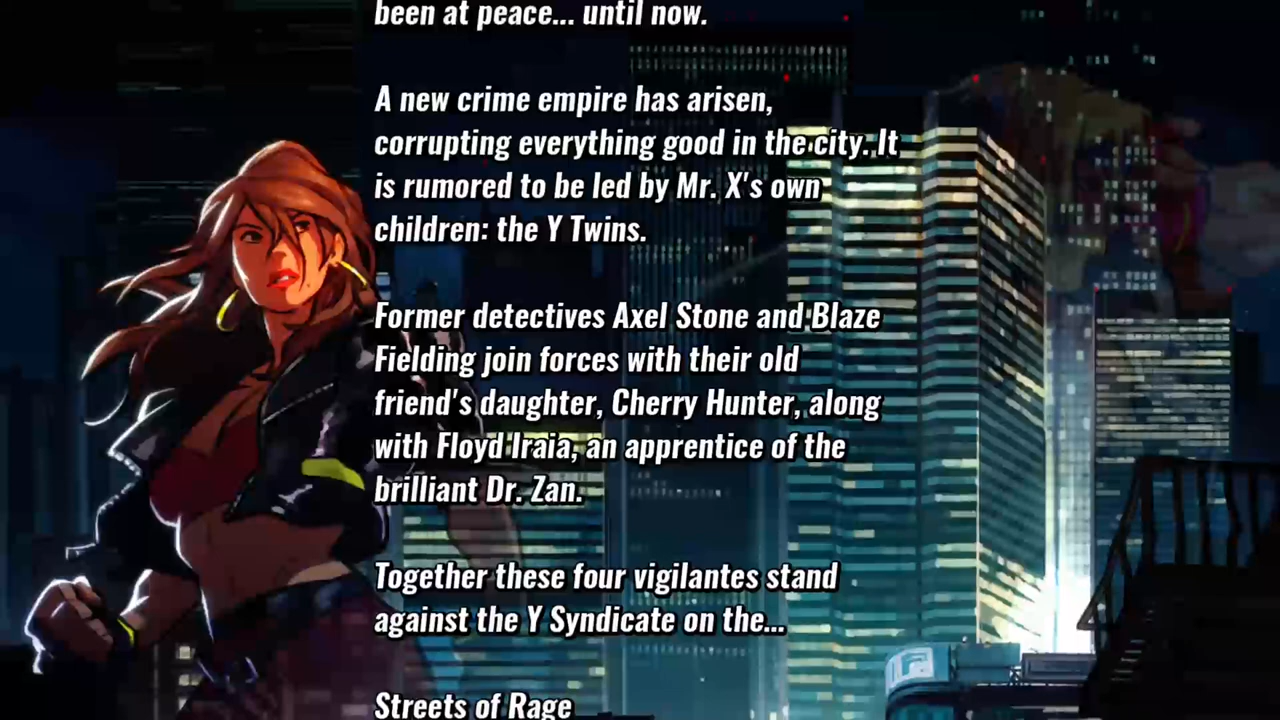 been at peace... until now.
A new crime empire has arisen,
corrupting everything good in the city. It
is rumored to be led by Mr. X's own
children: the Y Twins.
Former detectives Axel Stone and Blaze
Fielding join forces with their old
friend's daughter, Cherry Hunter, along
with Floyd Iraia, an apprentice of the
brilliant Dr. Zan.
Together these four vigilantes stand
against the Y Syndicate on the...
Streets of Rage